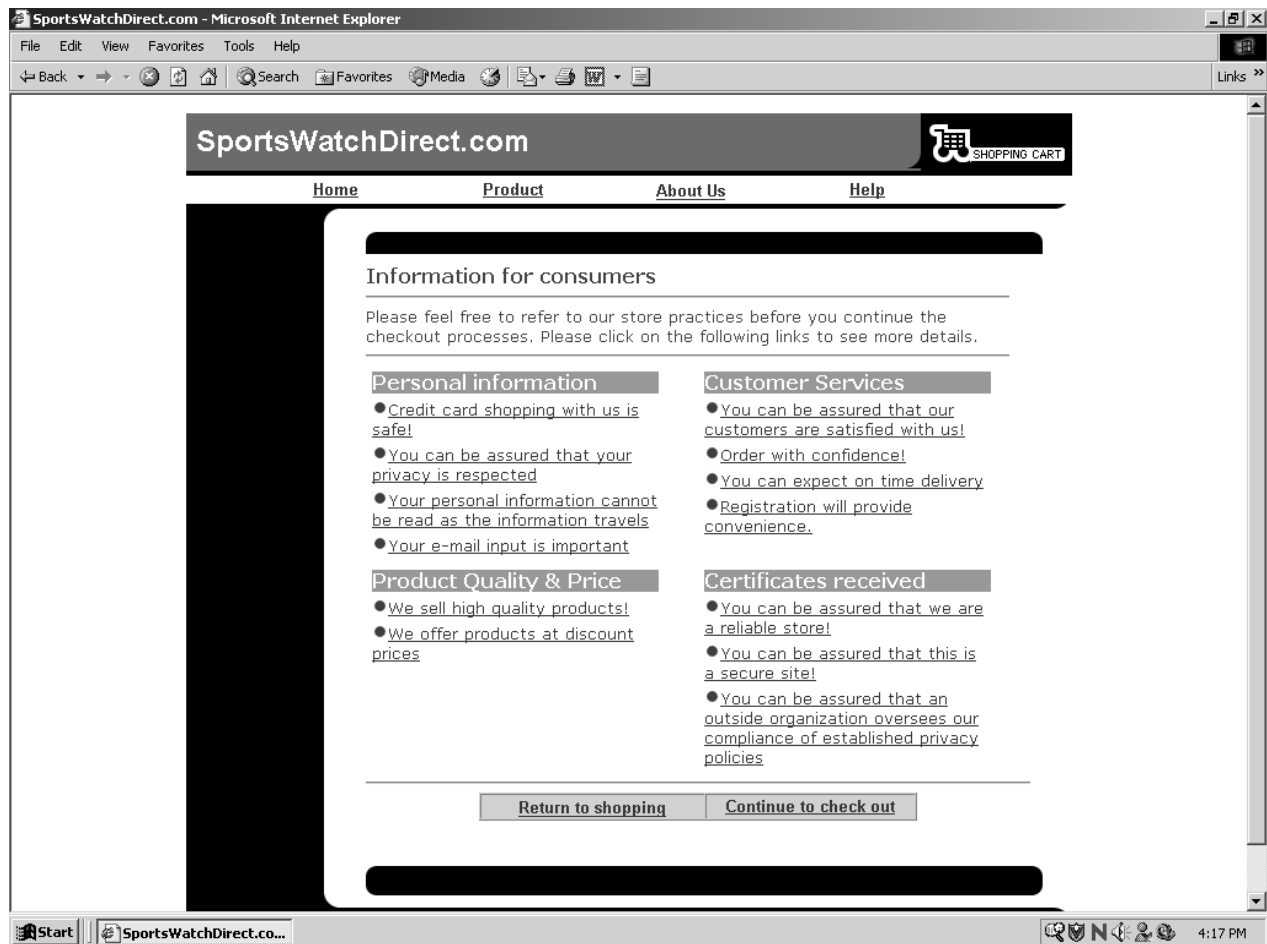 SportsWatchDirect.com - Microsoft Internet Explorer
File Edit View Favorites Tools Help
Back Search Favorites Media Links »
SportsWatchDirect.com
SHOPPING CART
Home Product About Us Help
Information for consumers
Please feel free to refer to our store practices before you continue the
checkout processes. Please click on the following links to see more details.
Personal information
Credit card shopping with us is
safe!
You can be assured that your
privacy is respected
Your personal information cannot
be read as the information travels
Your e-mail input is important
Customer Services
You can be assured that our
customers are satisfied with us!
Order with confidence!
You can expect on time delivery
Registration will provide
convenience.
Product Quality & Price
We sell high quality products!
We offer products at discount
prices
Certificates received
You can be assured that we are
a reliable store!
You can be assured that this is
a secure site!
You can be assured that an
outside organization oversees our
compliance of established privacy
policies
Return to shopping Continue to check out
Start SportsWatchDirect.co... N 4:17 PM